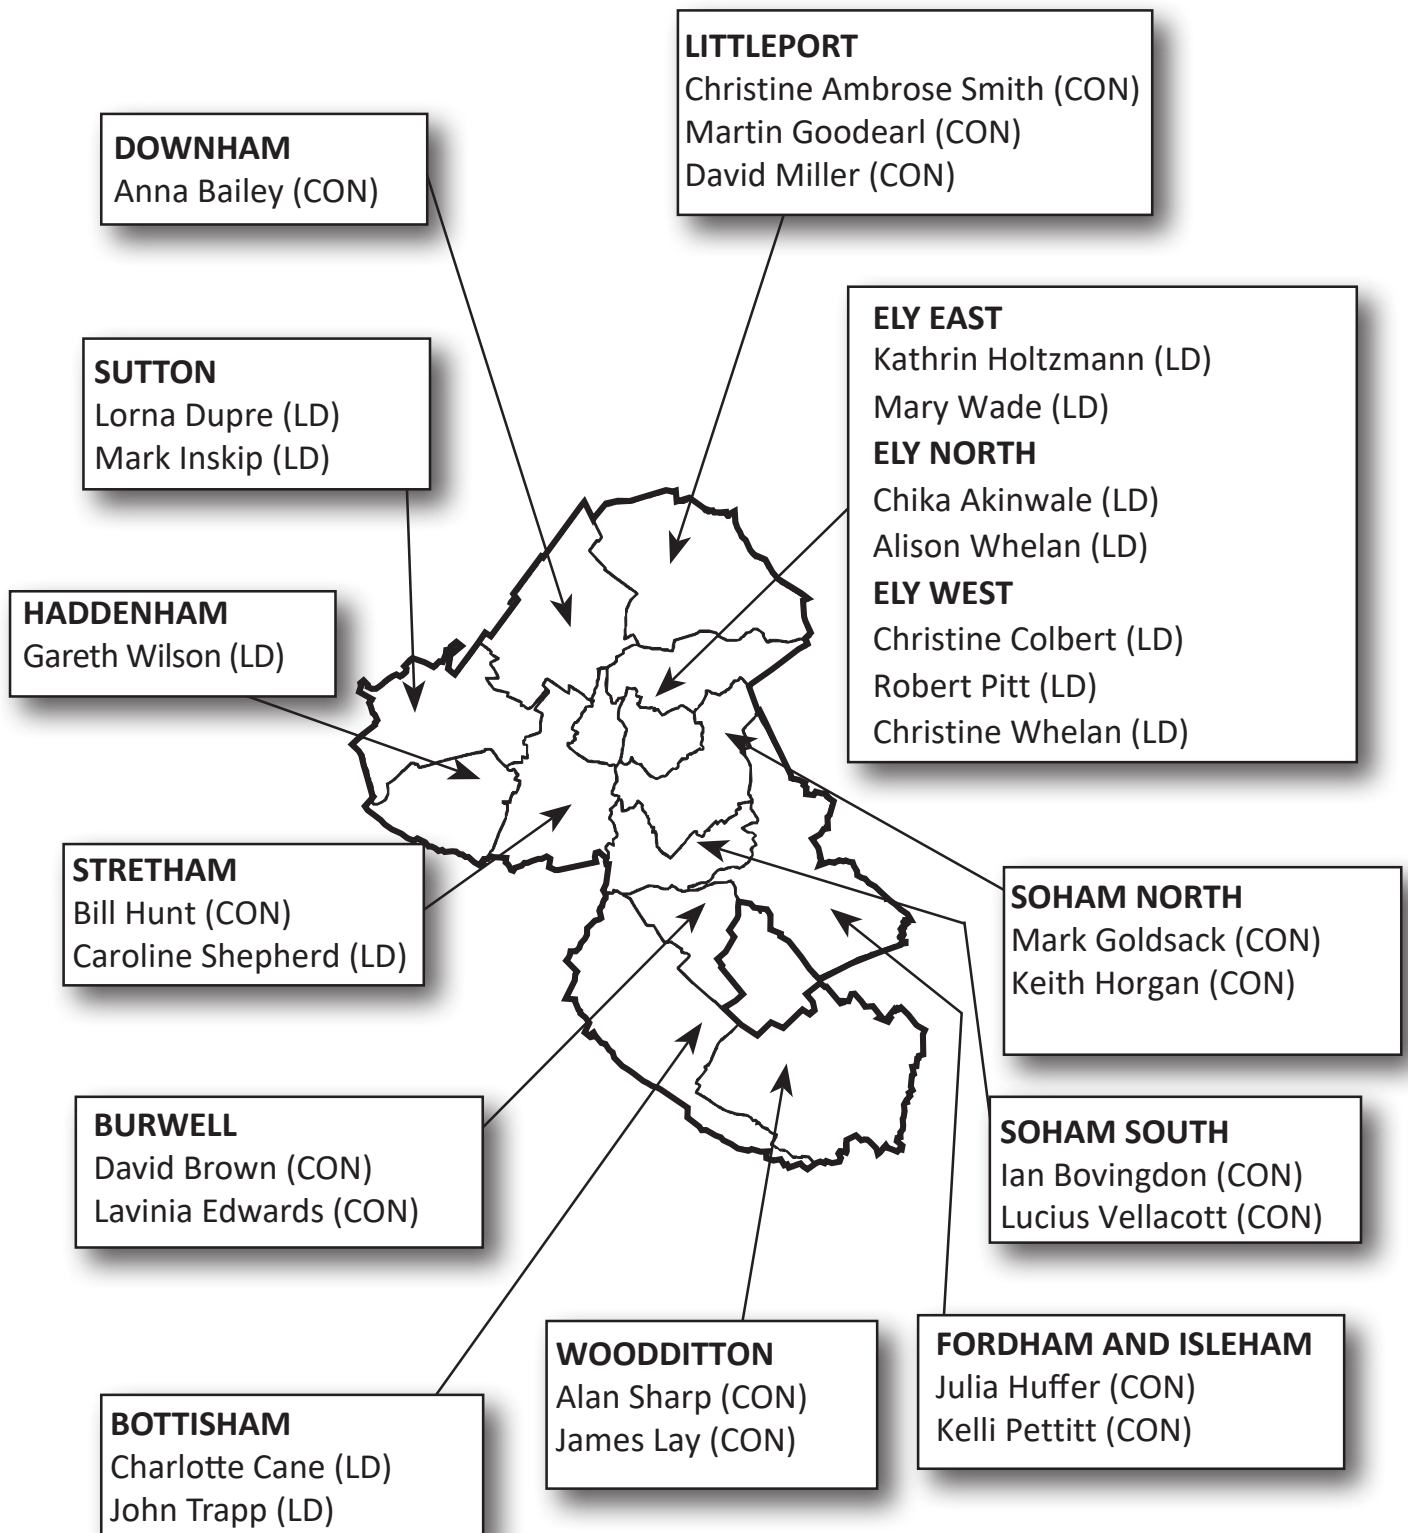 LITTLEPORT
Christine Ambrose Smith (CON)
Martin Goodearl (CON)
David Miller (CON)
DOWNHAM
Anna Bailey (CON)
ELY EAST
Kathrin Holtzmann (LD)
Mary Wade (LD)
ELY NORTH
Chika Akinwale (LD)
Alison Whelan (LD)
ELY WEST
Christine Colbert (LD)
Robert Pitt (LD)
Christine Whelan (LD)
SUTTON
Lorna Dupre (LD)
Mark Inskip (LD)
HADDENHAM
Gareth Wilson (LD)
STRETHAM
Bill Hunt (CON)
Caroline Shepherd (LD)
SOHAM NORTH
Mark Goldsack (CON)
Keith Horgan (CON)
BURWELL
David Brown (CON)
Lavinia Edwards (CON)
SOHAM SOUTH
Ian Bovingdon (CON)
Lucius Vellacott (CON)
WOODDITTON
Alan Sharp (CON)
James Lay (CON)
FORDHAM AND ISLEHAM
Julia Huffer (CON)
Kelli Pettitt (CON)
BOTTISHAM
Charlotte Cane (LD)
John Trapp (LD)